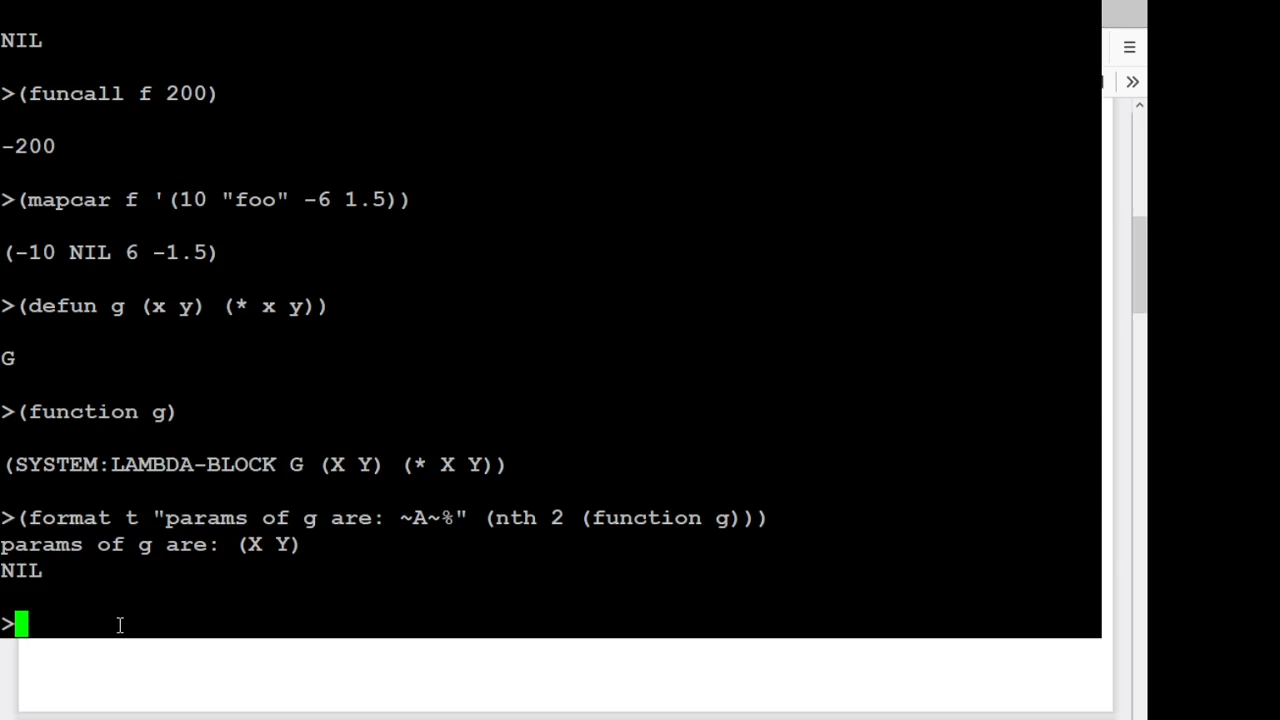 NIL
>(funcall f 200)
-200
>(mapcar f '(10 "foo" -6 1.5))
(-10 NIL 6 -1.5)
>(defun g (x y) (* x y))
G
>(function g)
(SYSTEM:LAMBDA-BLOCK G (X Y) (* X Y))
>(format t "params of g are: ~A~%" (nth 2 (function g)))
params of g are: (X Y)
NIL
>